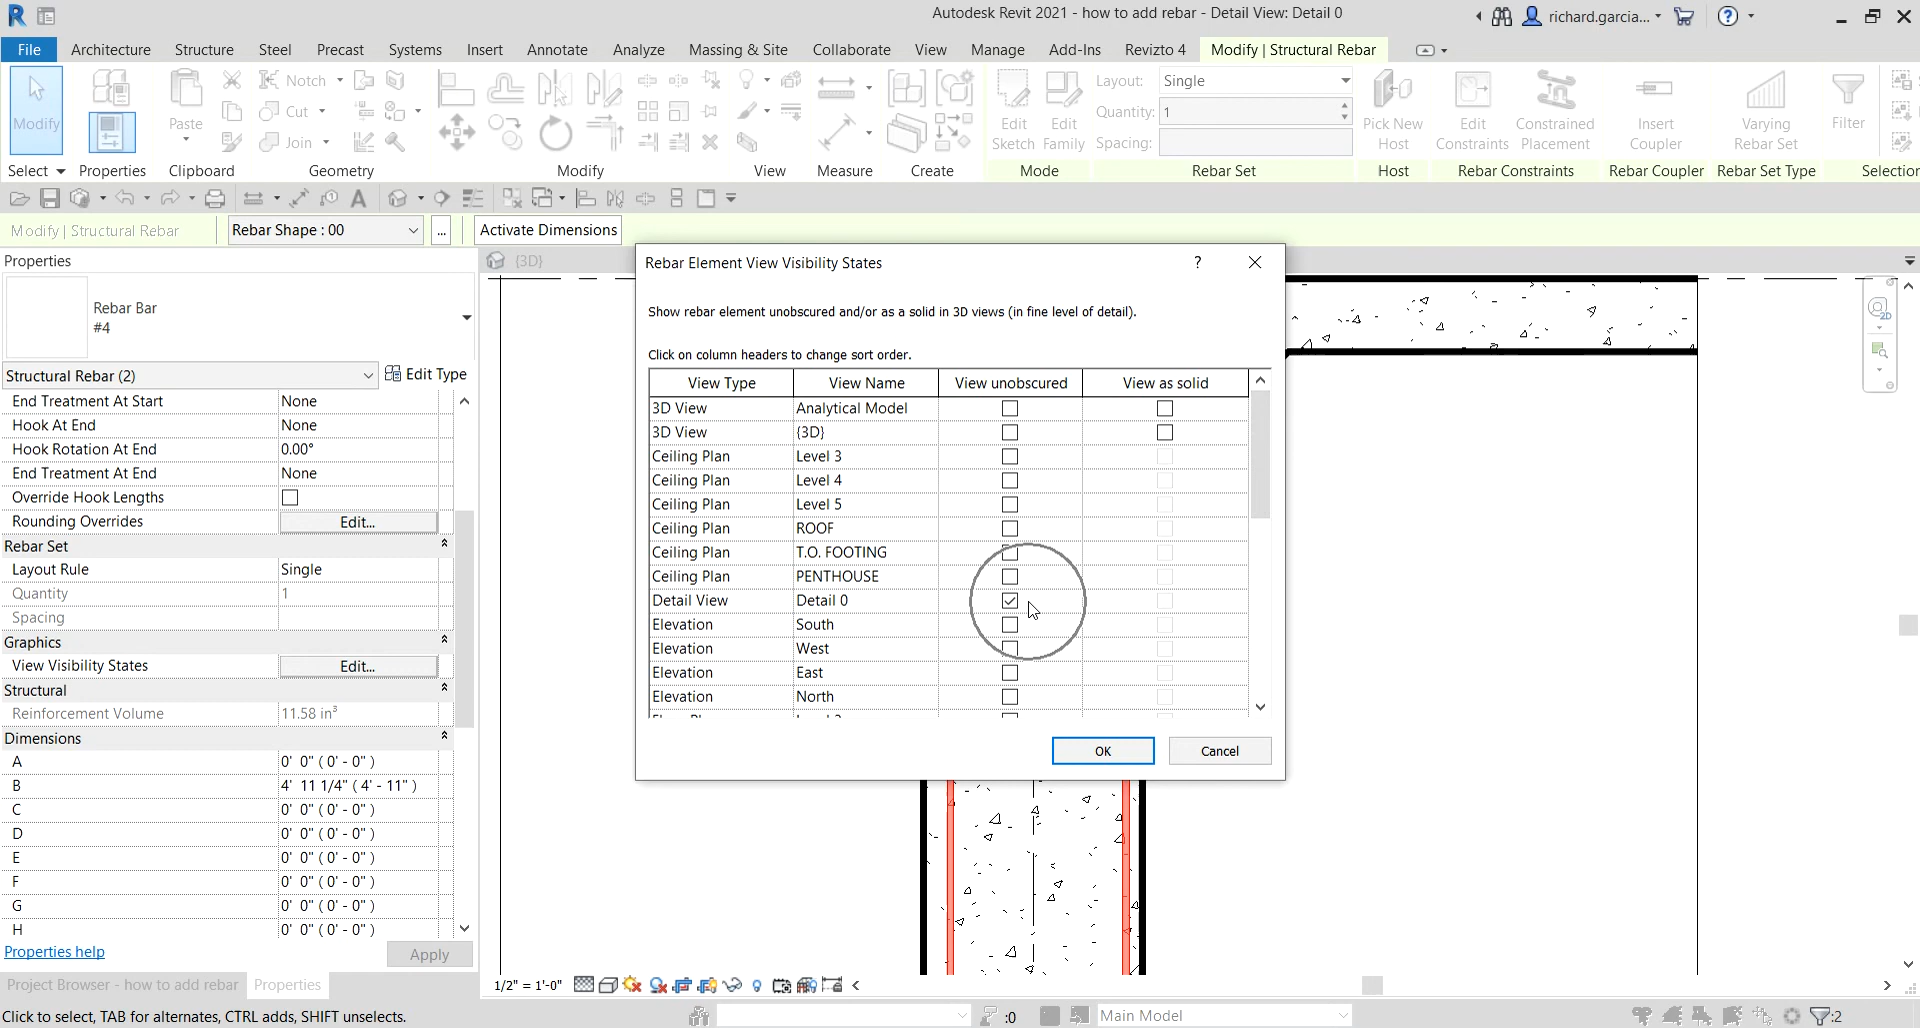 Autodesk Revit 2021 - how to add rebar - Detail View: Detail 0
richard.garcia...
File Architecture Structure Steel Precast Systems Insert Annotate Analyze Massing & Site Collaborate View Manage Add-Ins Revizto 4 Modify | Structural Rebar
Modify
Paste
Notch
Cut
Join
Edit Sketch
Edit Family
Layout: Single
Quantity: 1
Spacing:
Pick New Host
Edit Constraints
Constrained Placement
Insert Coupler
Varying Rebar Set
Filter
Select Properties Clipboard Geometry Modify View Measure Create Mode Rebar Set Host Rebar Constraints Rebar Coupler Rebar Set Type Selection
Modify | Structural Rebar Rebar Shape : 00 ... Activate Dimensions
Properties
{3D}
Rebar Bar
#4
Structural Rebar (2) Edit Type
End Treatment At Start None
Hook At End None
Hook Rotation At End 0.00°
End Treatment At End None
Override Hook Lengths
Rounding Overrides Edit...
Rebar Set
Layout Rule Single
Quantity 1
Spacing
Graphics
View Visibility States Edit...
Structural
Reinforcement Volume 11.58 in³
Dimensions
A 0' 0" ( 0' - 0" )
B 4' 11 1/4" ( 4' - 11" )
C 0' 0" ( 0' - 0" )
D 0' 0" ( 0' - 0" )
E 0' 0" ( 0' - 0" )
F 0' 0" ( 0' - 0" )
G 0' 0" ( 0' - 0" )
H 0' 0" ( 0' - 0" )
Properties help Apply
Project Browser - how to add rebar Properties
Rebar Element View Visibility States ?
Show rebar element unobscured and/or as a solid in 3D views (in fine level of detail).
Click on column headers to change sort order.
View Type View Name View unobscured View as solid
3D View Analytical Model
3D View {3D}
Ceiling Plan Level 3
Ceiling Plan Level 4
Ceiling Plan Level 5
Ceiling Plan ROOF
Ceiling Plan T.O. FOOTING
Ceiling Plan PENTHOUSE
Detail View Detail 0
Elevation South
Elevation West
Elevation East
Elevation North
OK Cancel
2D
1/2" = 1'-0"
Click to select, TAB for alternates, CTRL adds, SHIFT unselects. :0 Main Model :2